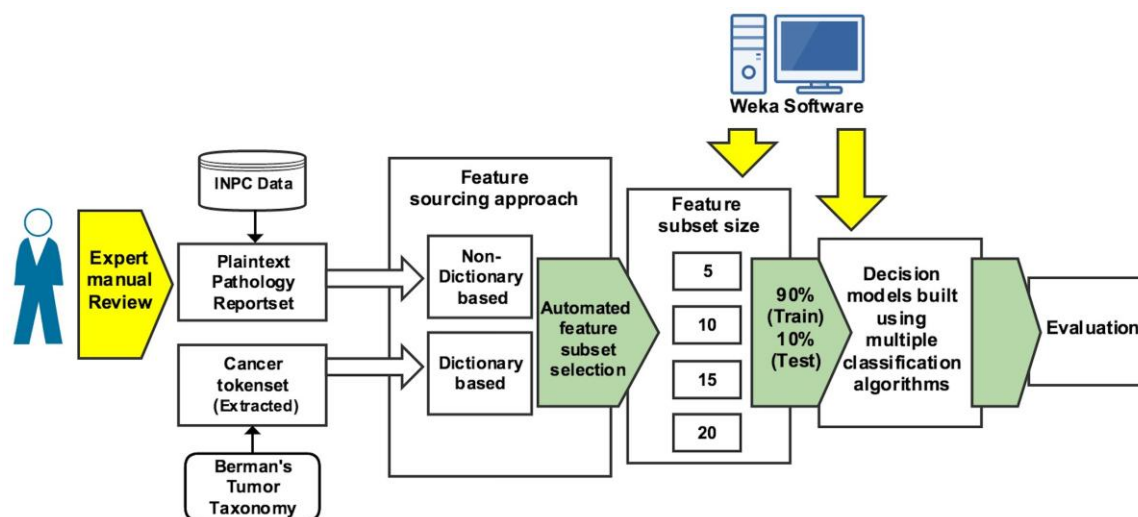 Weka Software
INPC Data
Expert
manual
Review
Plaintext
Pathology
Reportset
Cancer
tokenset
(Extracted)
Berman's
Tumor
Taxonomy
Feature
sourcing approach
Non-
Dictionary
based
Dictionary
based
Automated
feature
subset
selection
Feature
subset size
5
10
15
20
90%
(Train)
10%
(Test)
Decision
models built
using
multiple
classification
algorithms
Evaluation